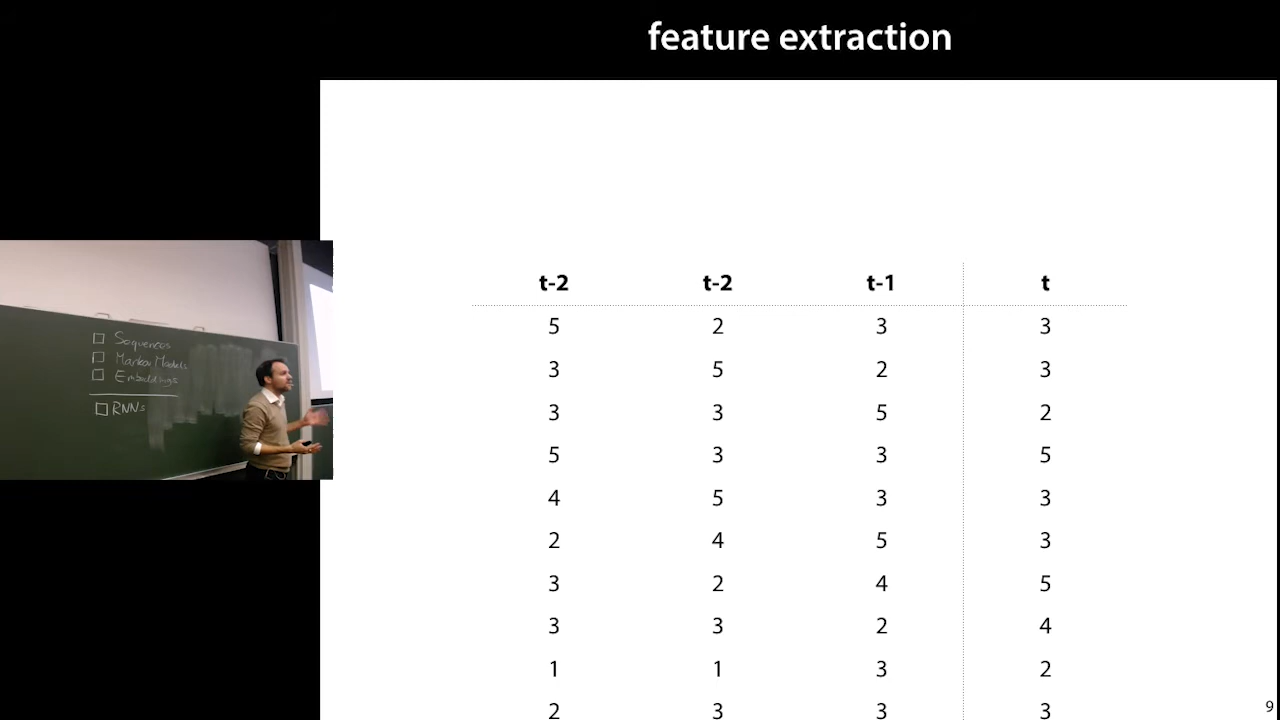 feature extraction
Sequences
Markov Models
Embeddings
RNNs
t-2 t-2 t-1 t
5 2 3 3
3 5 2 3
3 3 5 2
5 3 3 5
4 5 3 3
2 4 5 3
3 2 4 5
3 3 2 4
1 1 3 2
2 3 3 3
9